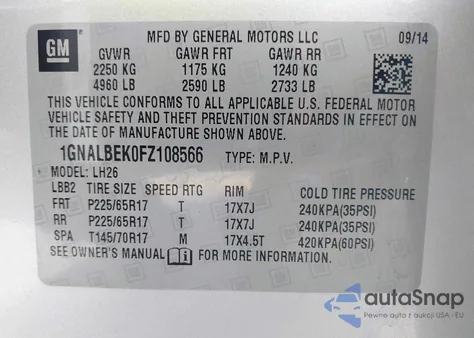 GM
MFD BY GENERAL MOTORS LLC 09/14
GVWR GAWR FRT GAWR RR
2250 KG 1175 KG 1240 KG
4960 LB 2590 LB 2733 LB
THIS VEHICLE CONFORMS TO ALL APPLICABLE U.S. FEDERAL MOTOR
VEHICLE SAFETY AND THEFT PREVENTION STANDARDS IN EFFECT ON
THE DATE OF MANUFACTURE SHOWN ABOVE.
1GNALBEK0FZ108566 TYPE: M.P.V.
MODEL: LH26
LBB2 TIRE SIZE SPEED RTG RIM COLD TIRE PRESSURE
FRT P225/65R17 T 17X7J 240KPA(35PSI)
RR P225/65R17 T 17X7J 240KPA(35PSI)
SPA T145/70R17 M 17X4.5T 420KPA(60PSI)
SEE OWNER'S MANUAL FOR MORE INFORMATION
autoSnap
Pewne auto z aukcji USA - EU